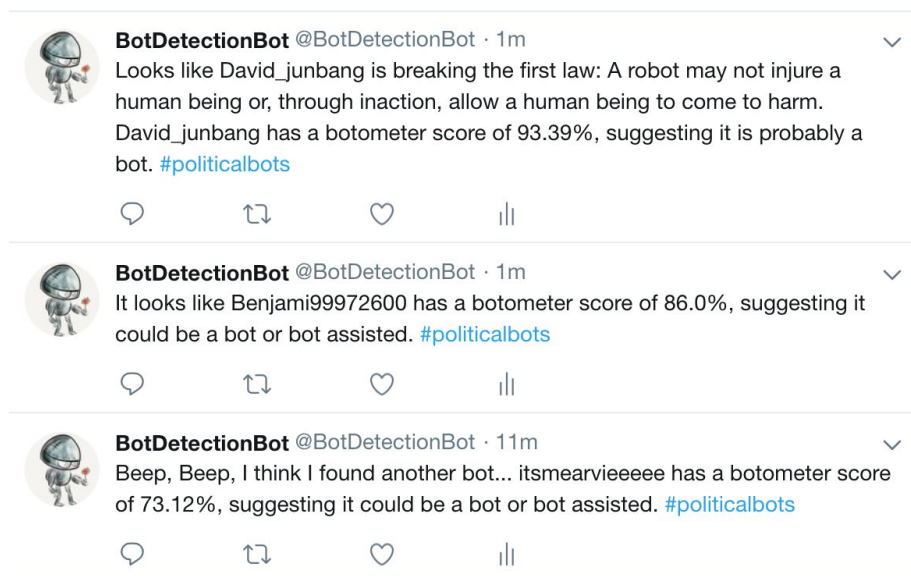 BotDetectionBot @BotDetectionBot · 1m
Looks like David_junbang is breaking the first law: A robot may not injure a
human being or, through inaction, allow a human being to come to harm.
David_junbang has a botometer score of 93.39%, suggesting it is probably a
bot. #politicalbots
BotDetectionBot @BotDetectionBot · 1m
It looks like Benjami99972600 has a botometer score of 86.0%, suggesting it
could be a bot or bot assisted. #politicalbots
BotDetectionBot @BotDetectionBot · 11m
Beep, Beep, I think I found another bot... itsmearvieeeee has a botometer score
of 73.12%, suggesting it could be a bot or bot assisted. #politicalbots